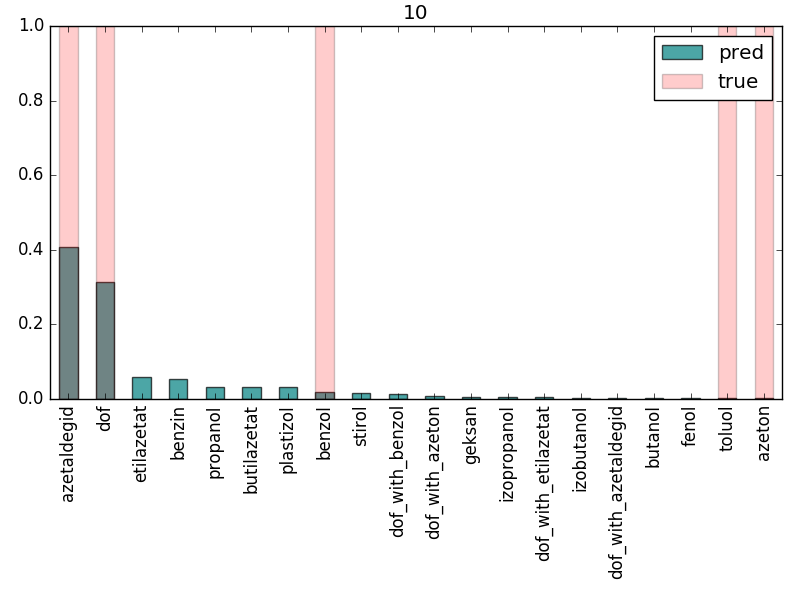 10
1.0
0.8
0.6
0.4
0.2
0.0
pred
true
azetaldegid
dof
etilazetat
benzin
propanol
butilazetat
plastizol
benzol
stirol
dof_with_benzol
dof_with_azeton
geksan
izopropanol
dof_with_etilazetat
izobutanol
dof_with_azetaldegid
butanol
fenol
toluol
azeton